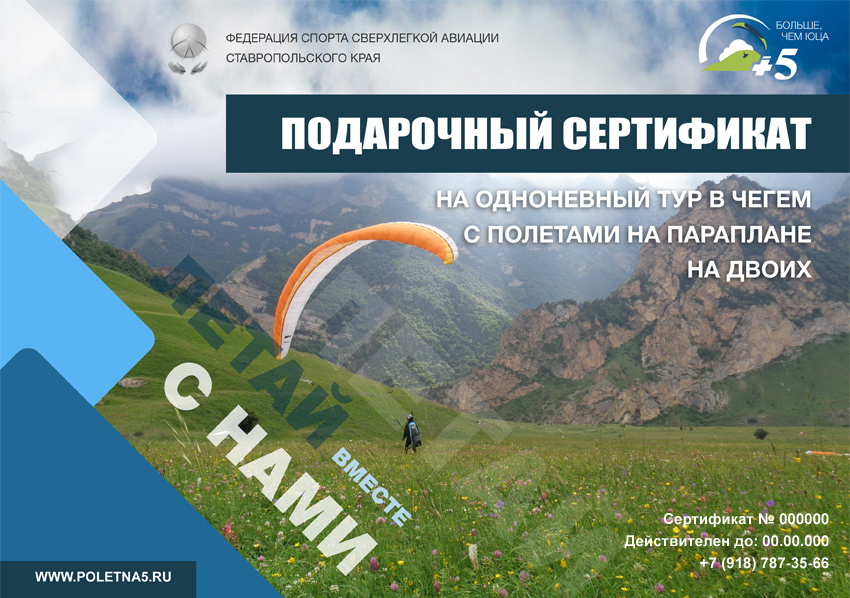 ФЕДЕРАЦИЯ СПОРТА СВЕРХЛЕГКОЙ АВИАЦИИ
СТАВРОПОЛЬСКОГО КРАЯ
БОЛЬШЕ,
ЧЕМ ЮЦА
+5
ПОДАРОЧНЫЙ СЕРТИФИКАТ
НА ОДНОНЕВНЫЙ ТУР В ЧЕГЕМ
С ПОЛЕТАМИ НА ПАРАПЛАНЕ
НА ДВОИХ
ЛЕТАЙ
ВМЕСТЕ
С НАМИ
Сертификат № 000000
Действителен до: 00.00.000
+7 (918) 787-35-66
WWW.POLETNA5.RU